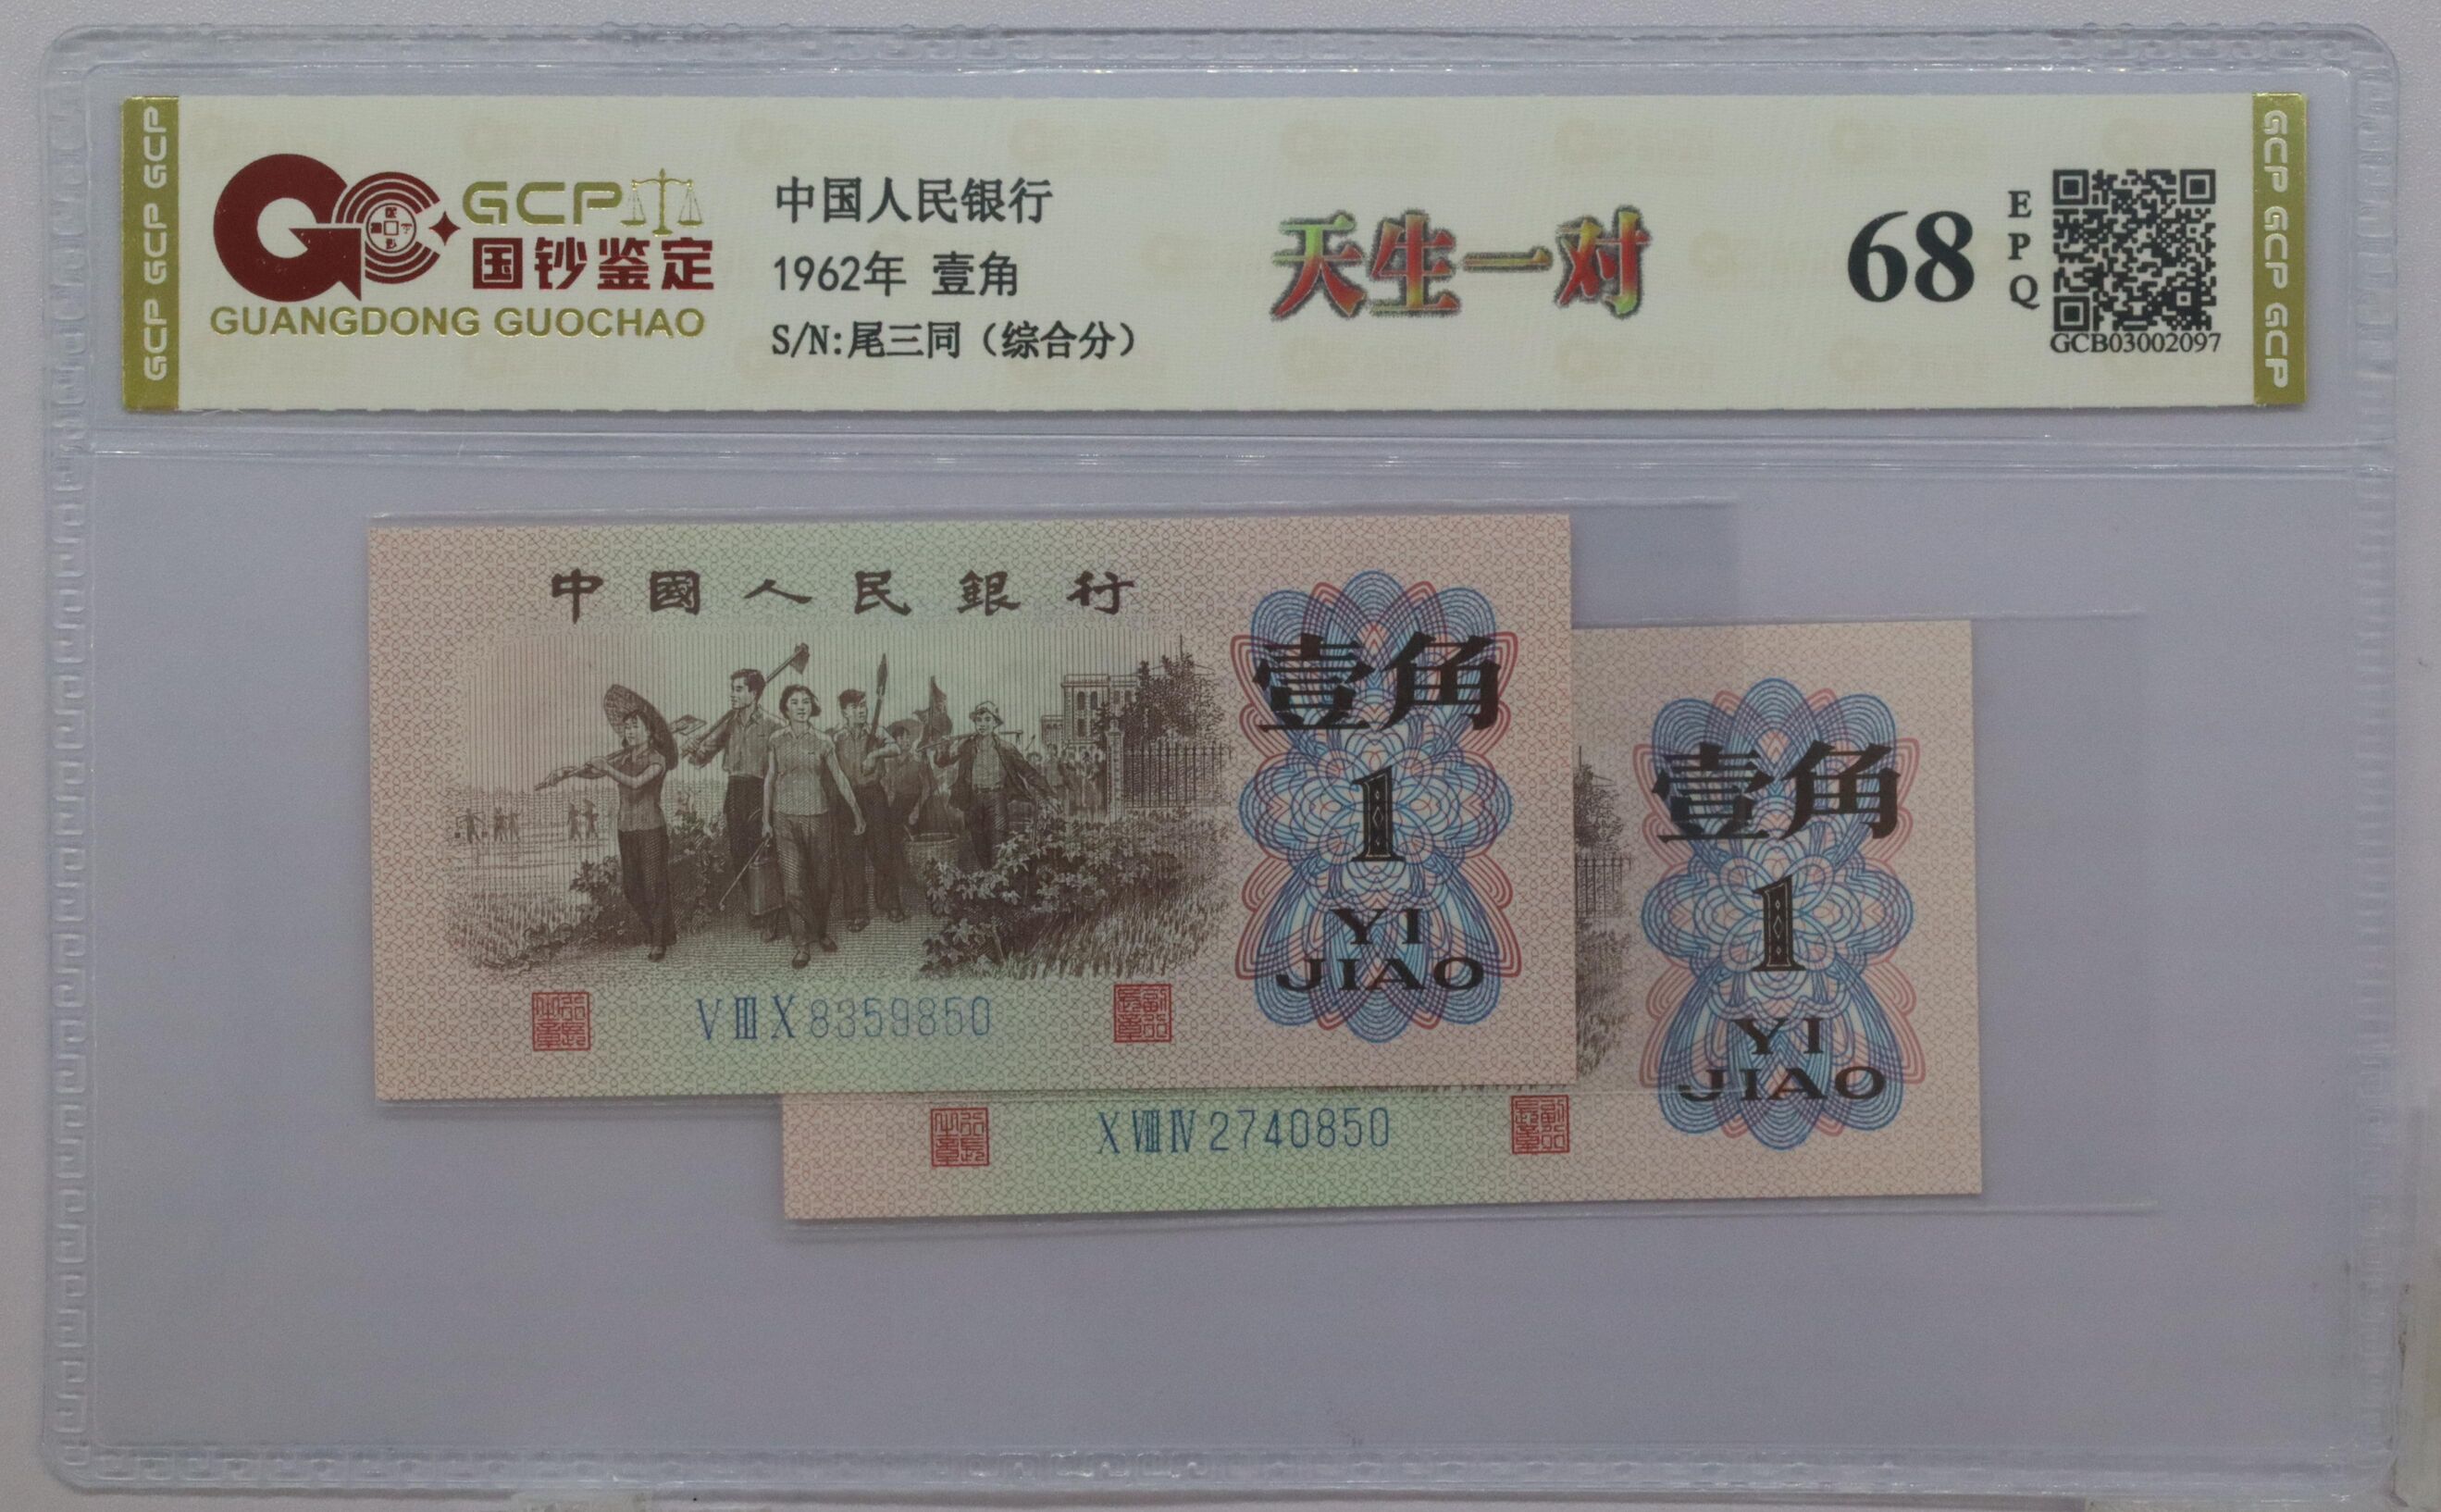 GCP GCP GCP
GCP
国钞鉴定
GUANGDONG GUOCHAO
中国人民银行
1962年 壹角
S/N:尾三同（综合分）
天生一对
68
EPQ
GCB03002097
GCP GCP GCP
中國人民銀行
壹角
1
YI
JIAO
VⅢX8359850
壹角
1
YI
JIAO
XⅧⅣ2740850